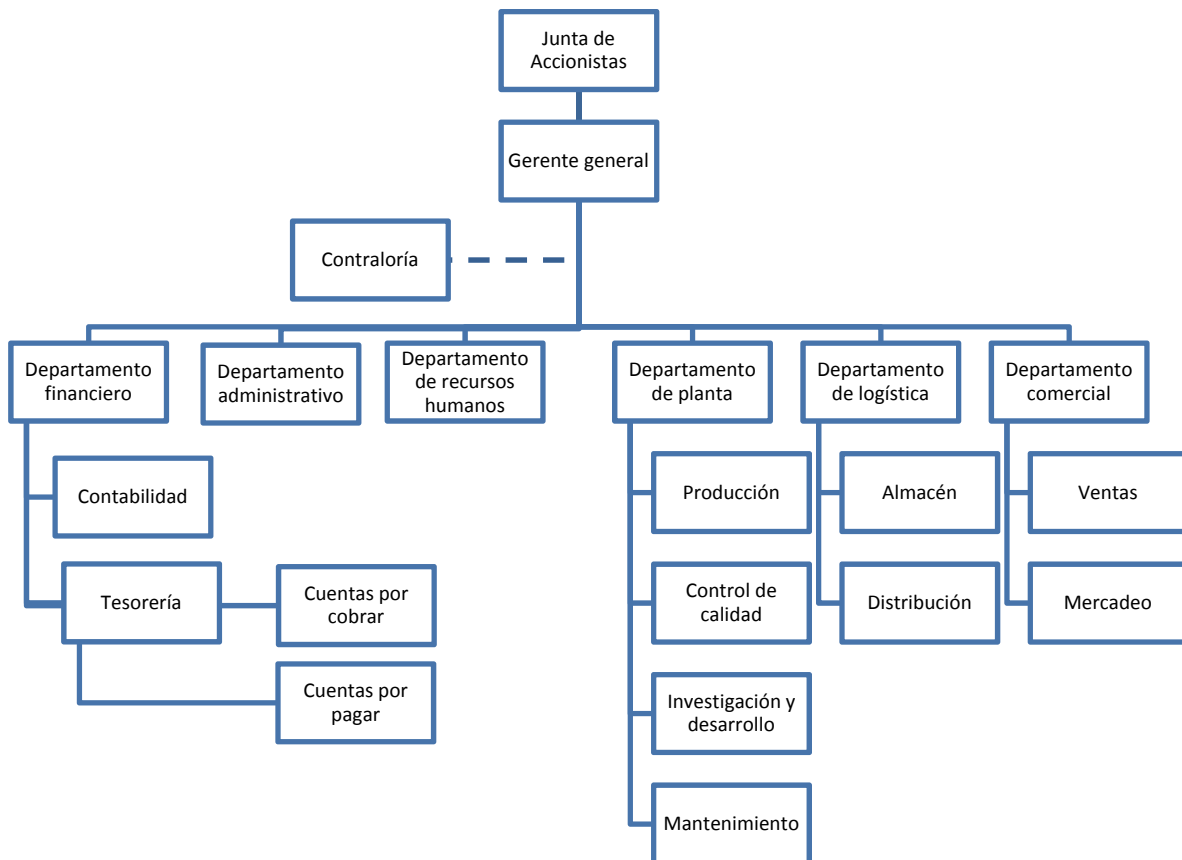 Junta de
Accionistas
Gerente general
Contraloría
Departamento
financiero
Departamento
administrativo
Departamento
de recursos
humanos
Departamento
de planta
Departamento
de logística
Departamento
comercial
Contabilidad
Producción
Almacén
Ventas
Tesorería
Cuentas por
cobrar
Control de
calidad
Distribución
Mercadeo
Cuentas por
pagar
Investigación y
desarrollo
Mantenimiento